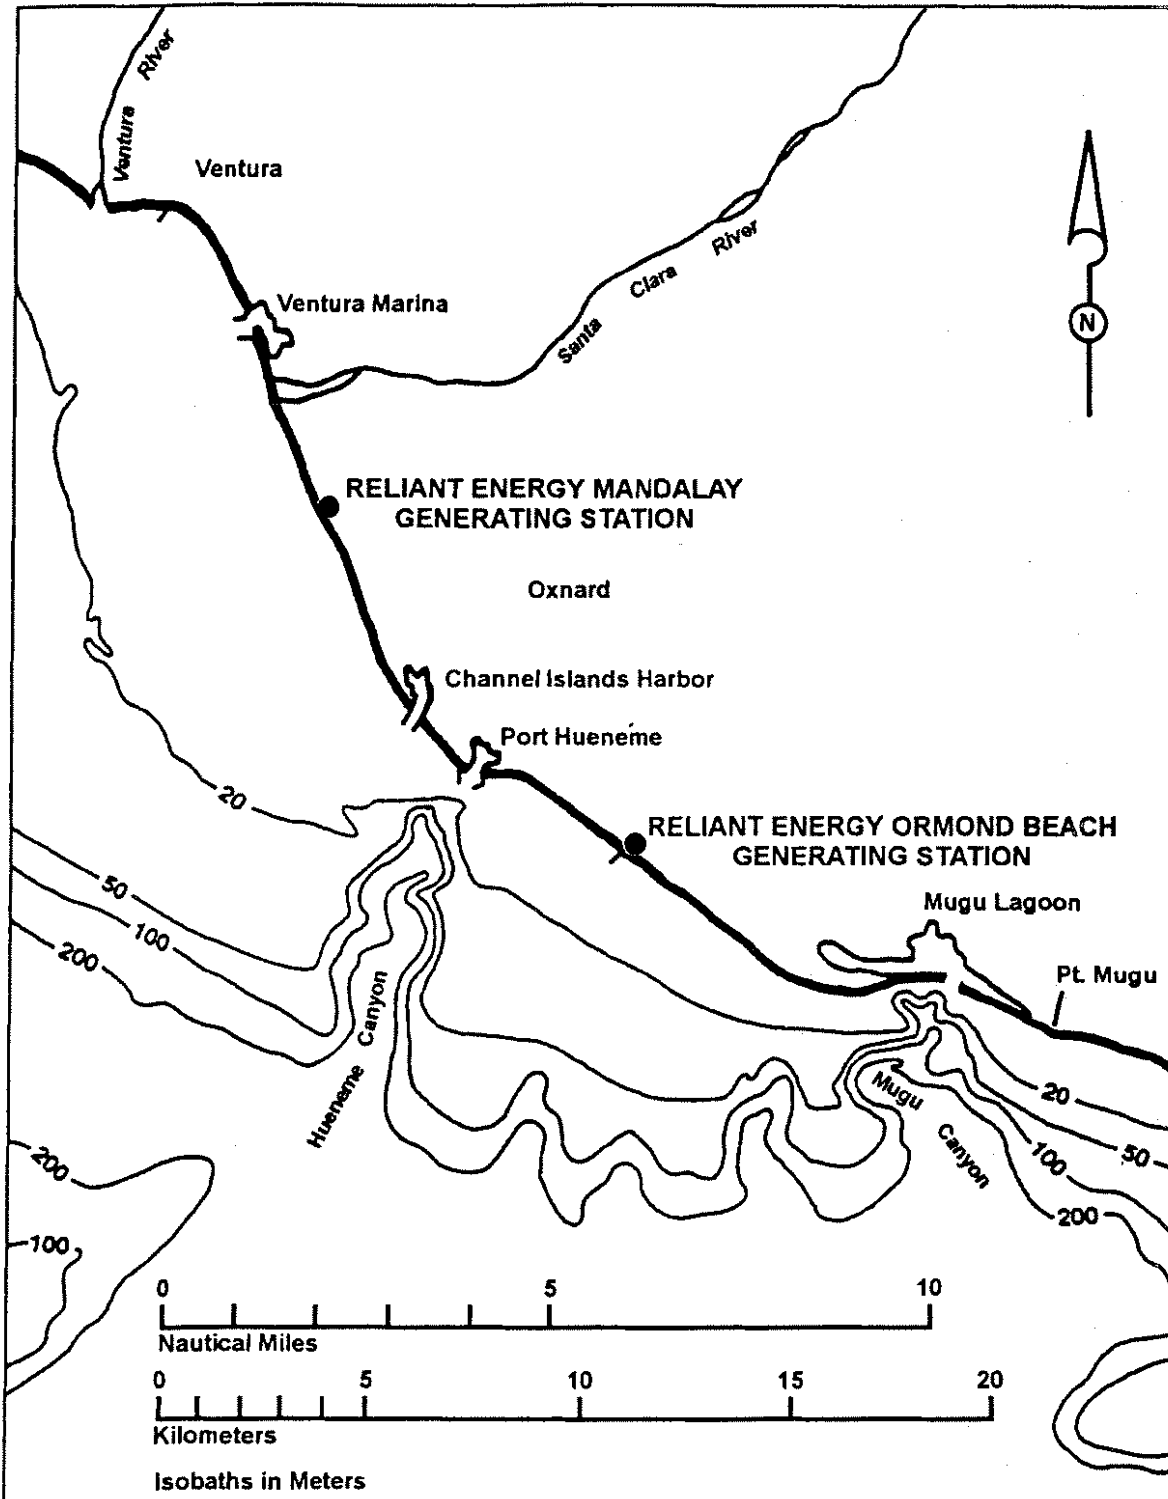 Ventura River
Ventura
Ventura Marina
Santa Clara River
N
RELIANT ENERGY MANDALAY
GENERATING STATION
Oxnard
Channel Islands Harbor
Port Hueneme
20
RELIANT ENERGY ORMOND BEACH
GENERATING STATION
50
Mugu Lagoon
100
200
Pt. Mugu
Hueneme Canyon
Mugu Canyon
20
50
100
200
200
100
0 5 10
Nautical Miles
0 5 10 15 20
Kilometers
Isobaths in Meters